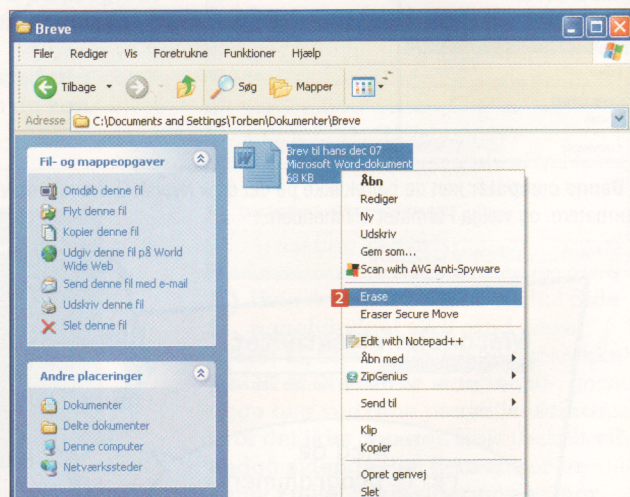 Breve
Filer Rediger Vis Foretrukne Funktioner Hjælp
Tilbage Søg Mapper
Adresse C:\Documents and Settings\Torben\Dokumenter\Breve
Fil- og mappeopgaver
Omdøb denne fil
Flyt denne fil
Kopier denne fil
Udgiv denne fil på World
Wide Web
Send denne fil med e-mail
Udskriv denne fil
Slet denne fil
Andre placeringer
Dokumenter
Delte dokumenter
Denne computer
Netværkssteder
Brev til hans dec 07
Microsoft Word-dokument
68 KB
Åbn
Rediger
Ny
Udskriv
Gem som...
Scan with AVG Anti-Spyware
2 Erase
Eraser Secure Move
Edit with Notepad++
Åbn med
ZipGenius
Send til
Klip
Kopier
Opret genvej
Slet